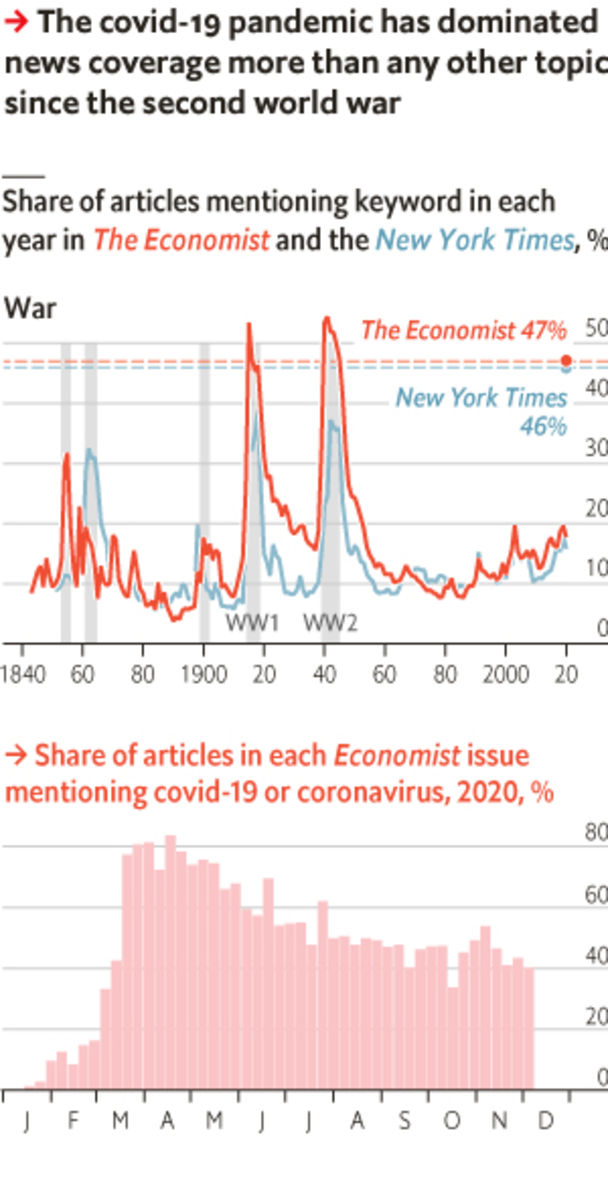 → The covid-19 pandemic has dominated
news coverage more than any other topic
since the second world war
Share of articles mentioning keyword in each
year in The Economist and the New York Times, %
War
The Economist 47%
50
40
New York Times
46%
30
20
10
WW1 WW2
0
1840 60 80 1900 20 40 60 80 2000 20
→ Share of articles in each Economist issue
mentioning covid-19 or coronavirus, 2020, %
80
60
40
20
0
J F M A M J J A S O N D